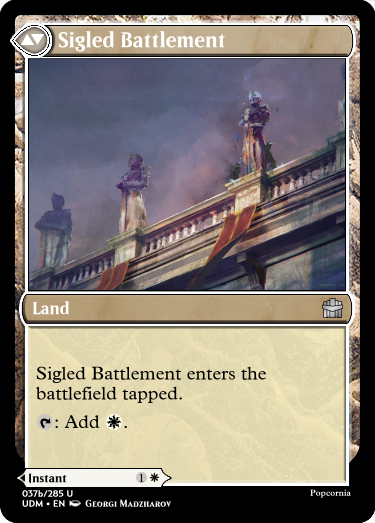 Sigled Battlement
Land
Sigled Battlement enters the
battlefield tapped.
: Add .
Instant 1
037b/285 U Popcornia
UDM • EN Georgi Madzharov